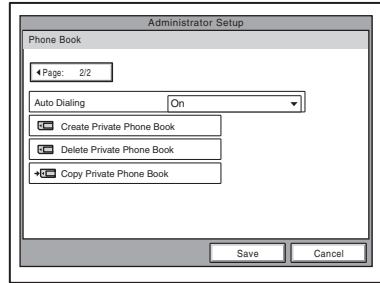 Administrator Setup
Phone Book
Page: 2/2
Auto Dialing On
Create Private Phone Book
Delete Private Phone Book
Copy Private Phone Book
Save Cancel